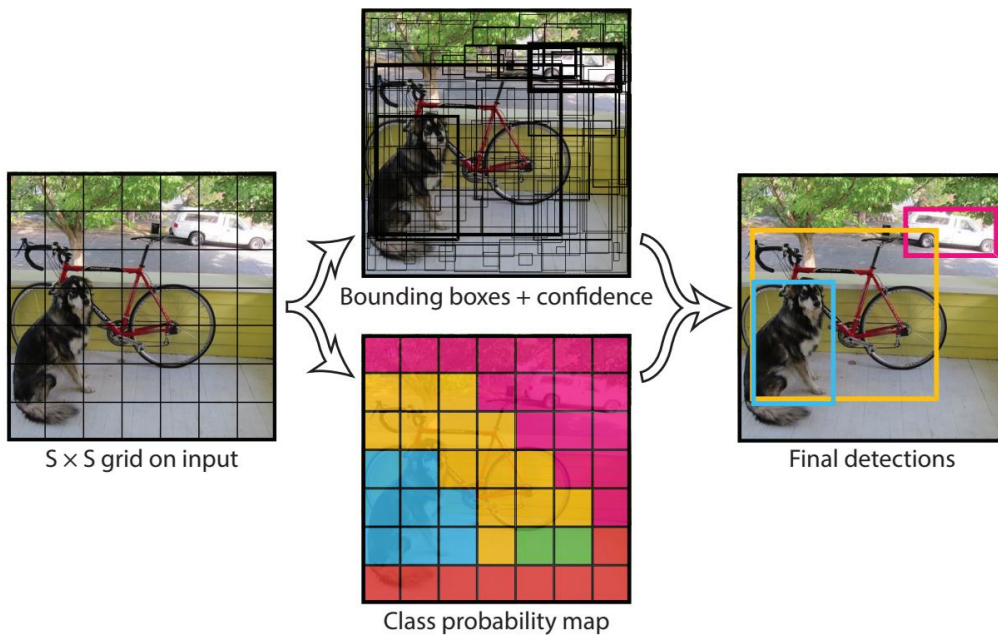 Bounding boxes + confidence
S × S grid on input
Final detections
Class probability map